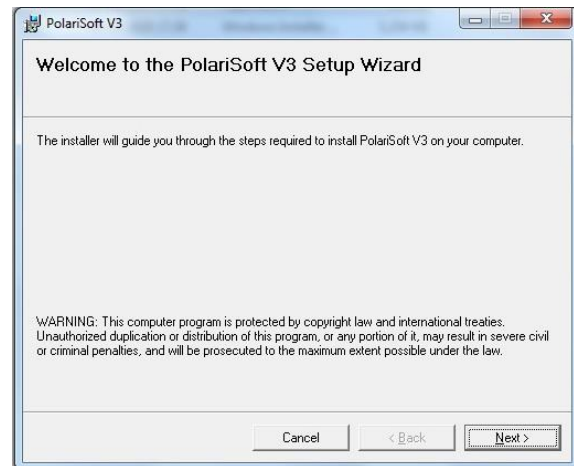 PolariSoft V3
Welcome to the PolariSoft V3 Setup Wizard
The installer will guide you through the steps required to install PolariSoft V3 on your computer.
WARNING: This computer program is protected by copyright law and international treaties.
Unauthorized duplication or distribution of this program, or any portion of it, may result in severe civil
or criminal penalties, and will be prosecuted to the maximum extent possible under the law.
Cancel
< Back
Next >